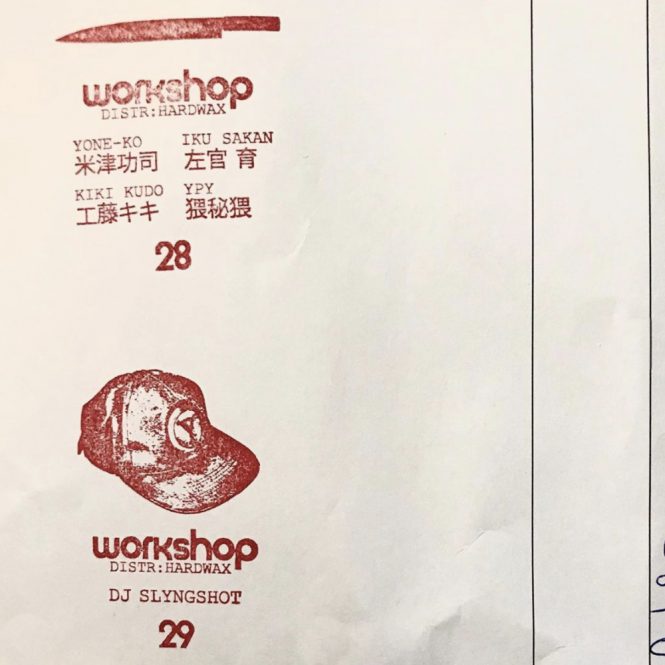 workshop
DISTR:HARDWAX
YONE-KO IKU SAKAN
米津功司 左官 育
KIKI KUDO YPY
工藤キキ 猥秘猥
28
workshop
DISTR:HARDWAX
DJ SLYNGSHOT
29